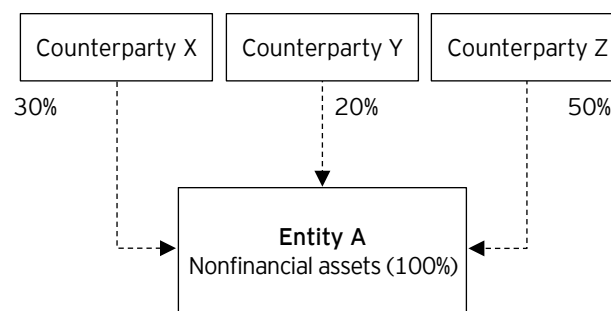 Counterparty X
Counterparty Y
Counterparty Z
30%
20%
50%
Entity A
Nonfinancial assets (100%)